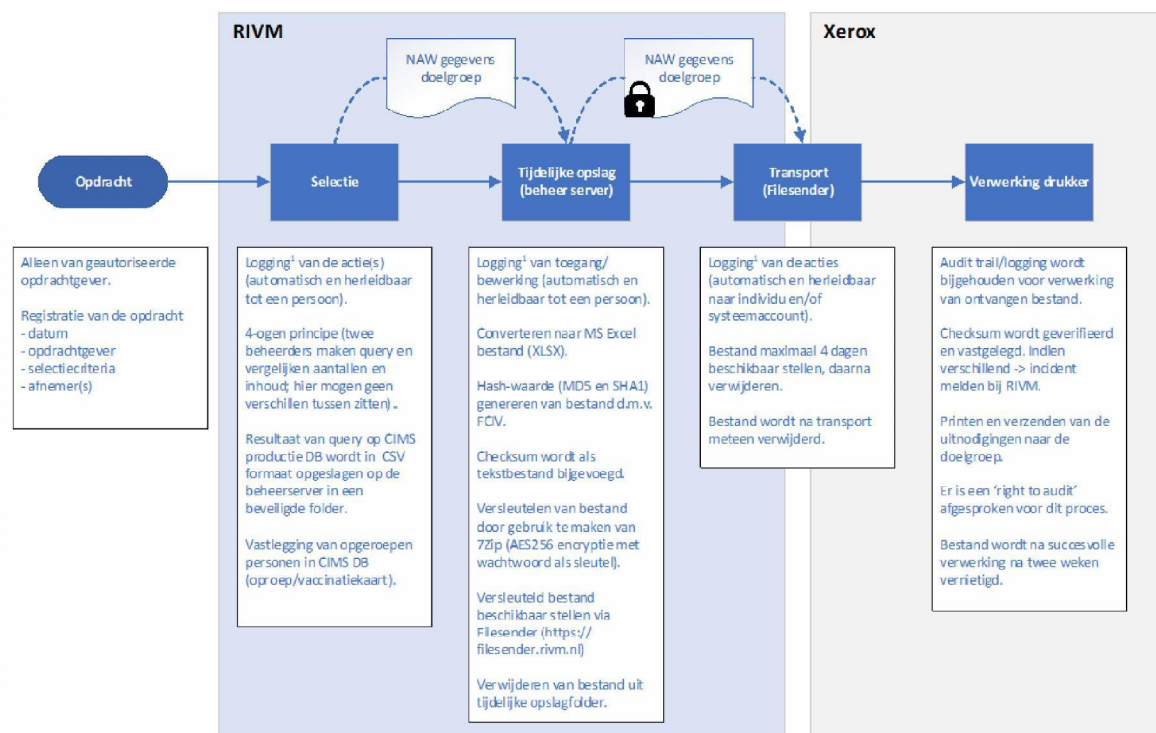 RIVM
Xerox
NAW gegevens
doelgroep
NAW gegevens
doelgroep
Opdracht
Selectie
Tijdelijke opslag
(beheer server)
Transport
(Filesender)
Verwerking drukker
Alleen van geautoriseerde
opdrachtgever.
Registratie van de opdracht
- datum
- opdrachtgever
- selectiecriteria
- afnemer(s)
Logging¹ van de actie(s)
(automatisch en herleidbaar
tot een persoon).
4-ogen principe (twee
beheerders maken query en
vergelijken aantallen en
inhoud; hier mogen geen
verschillen tussen zitten)..
Resultaat van query op CIMS
productie DB wordt in CSV
formaat opgeslagen op de
beheerserver in een
beveiligde folder.
Vastlegging van opgeroepen
personen in CIMS DB
(oproep/vaccinatiekaart).
Logging¹ van toegang/
bewerking (automatisch en
herleidbaar tot een persoon).
Converteren naar MS Excel
bestand (XLSX).
Hash-waarde (MD5 en SHA1)
genereren van bestand d.m.v.
FCIV.
Checksum wordt als
tekstbestand bijgevoegd.
Versleutelen van bestand
door gebruik te maken van
7Zip (AES256 encryptie met
wachtwoord als sleutel).
Versleuteld bestand
beschikbaar stellen via
Filesender (https://
filesender.rivm.nl)
Verwijderen van bestand uit
tijdelijke opslagfolder.
Logging¹ van de acties
(automatisch en herleidbaar
naar individu en/of
systeemaccount).
Bestand maximaal 4 dagen
beschikbaar stellen, daarna
verwijderen.
Bestand wordt na transport
meteen verwijderd.
Audit trail/logging wordt
bijgehouden voor verwerking
van ontvangen bestand.
Checksum wordt geverifieerd
en vastgelegd. Indien
verschillend -> incident
melden bij RIVM.
Printen en verzenden van de
uitnodigingen naar de
doelgroep.
Er is een ‘right to audit’
afgesproken voor dit proces.
Bestand wordt na succesvolle
verwerking na twee weken
vernietigd.